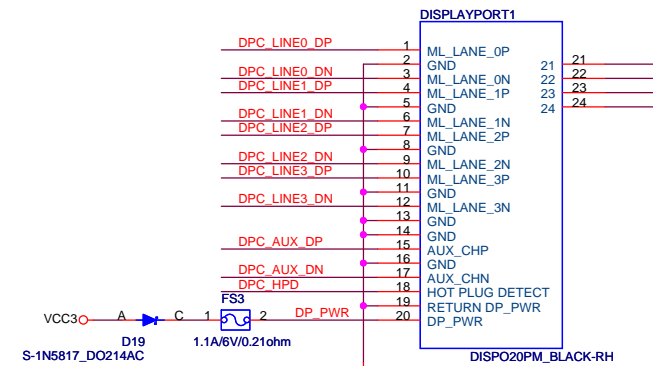 DISPLAYPORT1
DPC_LINE0_DP 1 ML_LANE_0P
2 GND 21 21
DPC_LINE0_DN 3 ML_LANE_0N 22 22
DPC_LINE1_DP 4 ML_LANE_1P 23 23
5 GND 24 24
DPC_LINE1_DN 6 ML_LANE_1N
DPC_LINE2_DP 7 ML_LANE_2P
8 GND
DPC_LINE2_DN 9 ML_LANE_2N
DPC_LINE3_DP 10 ML_LANE_3P
11 GND
DPC_LINE3_DN 12 ML_LANE_3N
13 GND
14 GND
DPC_AUX_DP 15 AUX_CHP
16 GND
DPC_AUX_DN 17 AUX_CHN
DPC_HPD 18 HOT PLUG DETECT
FS3 19 RETURN DP_PWR
VCC3 A C 1 2 DP_PWR 20 DP_PWR
D19 1.1A/6V/0.21ohm
S-1N5817_DO214AC DISPO20PM_BLACK-RH